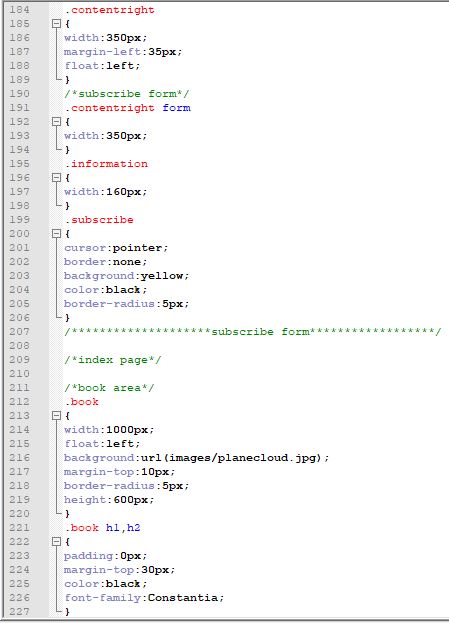 184 .contentright
185 {
186 width:350px;
187 margin-left:35px;
188 float:left;
189 }
190 /*subscribe form*/
191 .contentright form
192 {
193 width:350px;
194 }
195 .information
196 {
197 width:160px;
198 }
199 .subscribe
200 {
201 cursor:pointer;
202 border:none;
203 background:yellow;
204 color:black;
205 border-radius:5px;
206 }
207 /********************subscribe form******************/
208
209 /*index page*/
210
211 /*book area*/
212 .book
213 {
214 width:1000px;
215 float:left;
216 background:url(images/planecloud.jpg);
217 margin-top:10px;
218 border-radius:5px;
219 height:600px;
220 }
221 .book h1,h2
222 {
223 padding:0px;
224 margin-top:30px;
225 color:black;
226 font-family:Constantia;
227 }